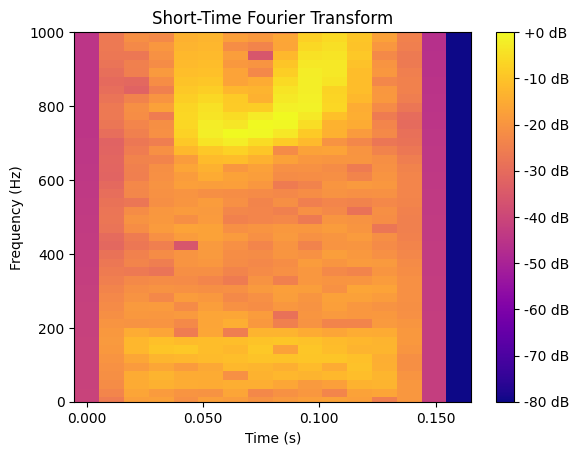 Short-Time Fourier Transform
1000
800
600
400
200
0
Frequency (Hz)
0.000
0.050
0.100
0.150
Time (s)
+0 dB
-10 dB
-20 dB
-30 dB
-40 dB
-50 dB
-60 dB
-70 dB
-80 dB